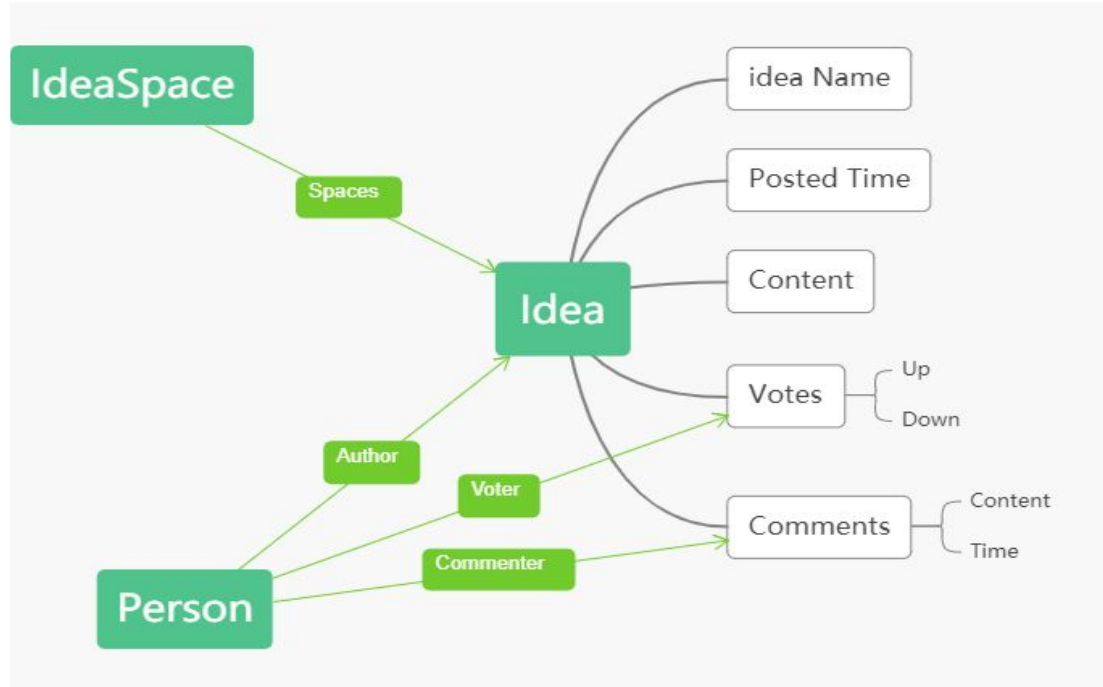 IdeaSpace
idea Name
Posted Time
Spaces
Content
Idea
Votes
Up
Down
Author
Voter
Comments
Content
Time
Commenter
Person